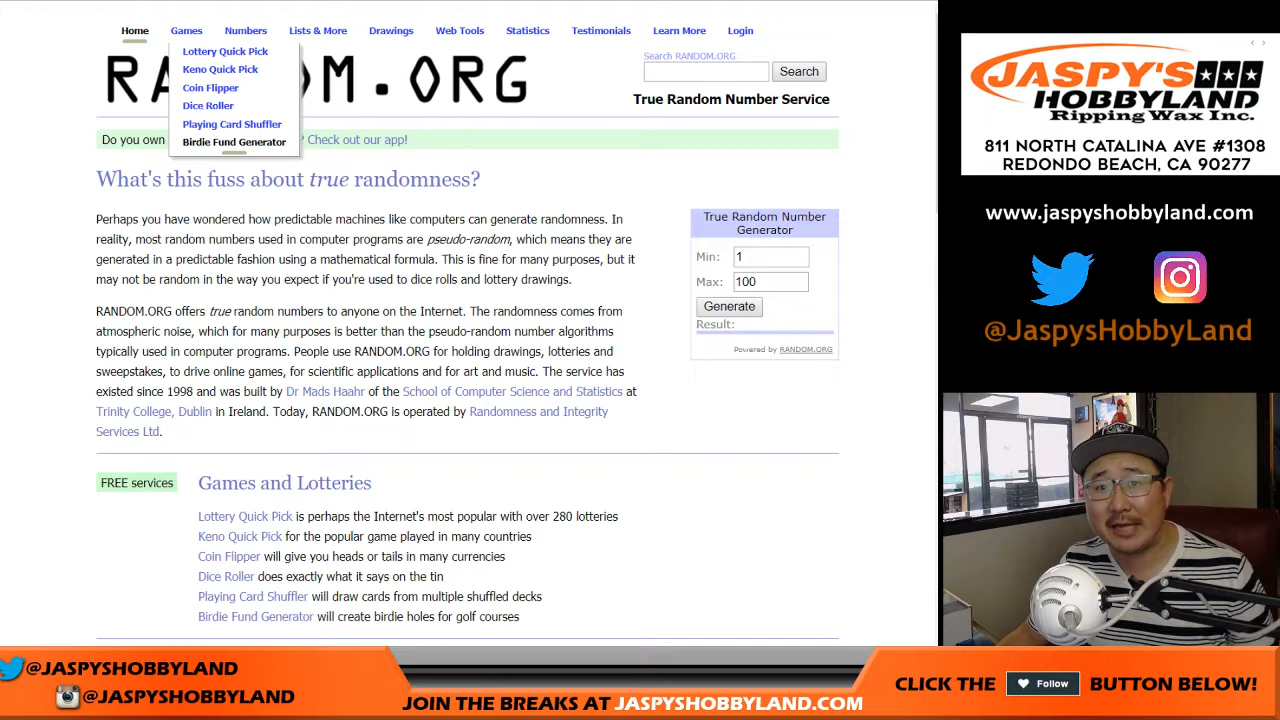 Home Games Numbers Lists & More Drawings Web Tools Statistics Testimonials Learn More Login
Lottery Quick Pick
Keno Quick Pick
Coin Flipper
Dice Roller
Playing Card Shuffler
Birdie Fund Generator
RANDOM.ORG
Search RANDOM.ORG
Search
True Random Number Service
Do you own ? Check out our app!
What's this fuss about true randomness?
Perhaps you have wondered how predictable machines like computers can generate randomness. In
reality, most random numbers used in computer programs are pseudo-random, which means they are
generated in a predictable fashion using a mathematical formula. This is fine for many purposes, but it
may not be random in the way you expect if you're used to dice rolls and lottery drawings.
RANDOM.ORG offers true random numbers to anyone on the Internet. The randomness comes from
atmospheric noise, which for many purposes is better than the pseudo-random number algorithms
typically used in computer programs. People use RANDOM.ORG for holding drawings, lotteries and
sweepstakes, to drive online games, for scientific applications and for art and music. The service has
existed since 1998 and was built by Dr Mads Haahr of the School of Computer Science and Statistics at
Trinity College, Dublin in Ireland. Today, RANDOM.ORG is operated by Randomness and Integrity
Services Ltd.
True Random Number
Generator
Min: 1
Max: 100
Generate
Result:
Powered by RANDOM.ORG
FREE services
Games and Lotteries
Lottery Quick Pick is perhaps the Internet's most popular with over 280 lotteries
Keno Quick Pick for the popular game played in many countries
Coin Flipper will give you heads or tails in many currencies
Dice Roller does exactly what it says on the tin
Playing Card Shuffler will draw cards from multiple shuffled decks
Birdie Fund Generator will create birdie holes for golf courses
JASPY'S
HOBBYLAND
Ripping Wax Inc.
811 NORTH CATALINA AVE #1308
REDONDO BEACH, CA 90277
www.jaspyshobbyland.com
@JaspysHobbyLand
@JASPYSHOBBYLAND
@JASPYSHOBBYLAND
JOIN THE BREAKS AT JASPYSHOBBYLAND.COM
CLICK THE Follow BUTTON BELOW!